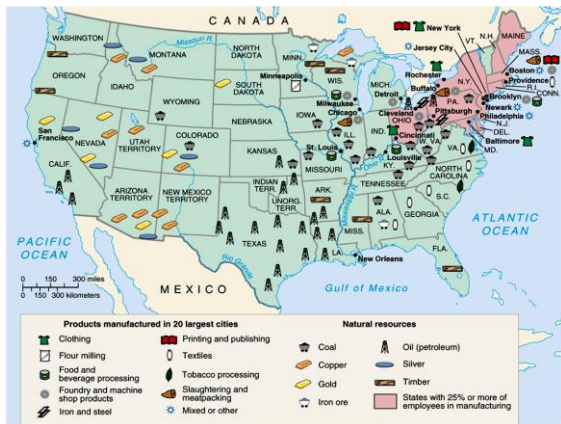 CANADA
WASHINGTON
MONTANA
Missouri R.
NORTH
DAKOTA
MINN.
OREGON
IDAHO
Minneapolis
SOUTH
DAKOTA
WIS.
MICH.
WYOMING
Milwaukee
Chicago
Detroit
Rochester
Buffalo
Cleveland
New York
Jersey City
VT.
N.H.
MAINE
MASS.
Boston
Providence
R.I.
CONN.
Brooklyn
Newark
Philadelphia
N.Y.
PA.
Pittsburgh
N.J.
DEL.
MD.
Baltimore
San
Francisco
NEVADA
UTAH
TERRITORY
COLORADO
NEBRASKA
IOWA
ILL.
IND.
OHIO
Cincinnati
W. VA.
VA.
CALIF.
KANSAS
St. Louis
MISSOURI
Ohio R.
Louisville
KY.
NORTH
CAROLINA
TENNESSEE
ARIZONA
TERRITORY
NEW MEXICO
TERRITORY
INDIAN
TERR.
UNORG.
TERR.
ARK.
Mississippi R.
S.C.
ALA.
GEORGIA
MISS.
TEXAS
LA.
FLA.
New Orleans
Rio Grande
PACIFIC
OCEAN
ATLANTIC
OCEAN
MEXICO
Gulf of Mexico
0 150 300 miles
0 150 300 kilometers
Products manufactured in 20 largest cities
Clothing
Flour milling
Food and
beverage processing
Foundry and machine
shop products
Iron and steel
Printing and publishing
Textiles
Tobacco processing
Slaughtering and
meatpacking
Mixed or other
Natural resources
Coal
Copper
Gold
Iron ore
Oil (petroleum)
Silver
Timber
States with 25% or more of
employees in manufacturing